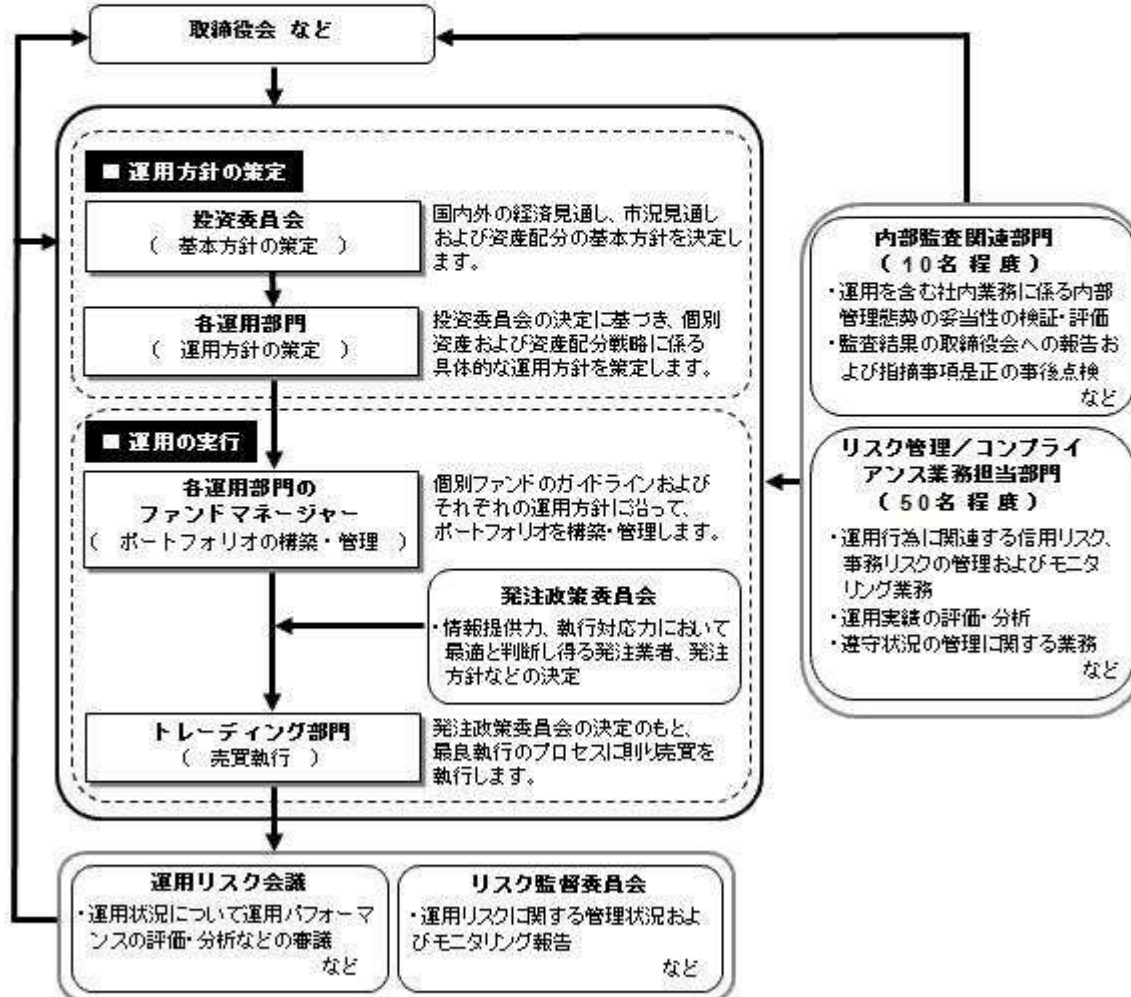 取締役会 など
■ 運用方針の策定
投資委員会
( 基本方針の策定 )
国内外の経済見通し、市況見通し
および資産配分の基本方針を決定し
ます。
各運用部門
( 運用方針の策定 )
投資委員会の決定に基づき、個別
資産および資産配分戦略に係る
具体的な運用方針を策定します。
■ 運用の実行
各運用部門の
ファンドマネージャー
( ポートフォリオの構築・管理 )
個別ファンドのガイドラインおよび
それぞれの運用方針に沿って、
ポートフォリオを構築・管理します。
発注政策委員会
・情報提供力、執行対応力において
最適と判断し得る発注業者、発注
方針などの決定
トレーディング部門
( 売買執行 )
発注政策委員会の決定のもと、
最良執行のプロセスに則り売買を
執行します。
運用リスク会議
・運用状況について運用パフォーマ
ンスの評価・分析などの審議
など
リスク監督委員会
・運用リスクに関する管理状況およ
びモニタリング報告
など
内部監査関連部門
( 10名 程 度 )
・運用を含む社内業務に係る内部
管理態勢の妥当性の検証・評価
・監査結果の取締役会への報告お
よび指摘事項是正の事後点検
など
リスク管理／コンプライ
アンス業務担当部門
( 50名 程 度 )
・運用行為に関連する信用リスク、
事務リスクの管理およびモニタ
リング業務
・運用実績の評価・分析
・遵守状況の管理に関する業務
など